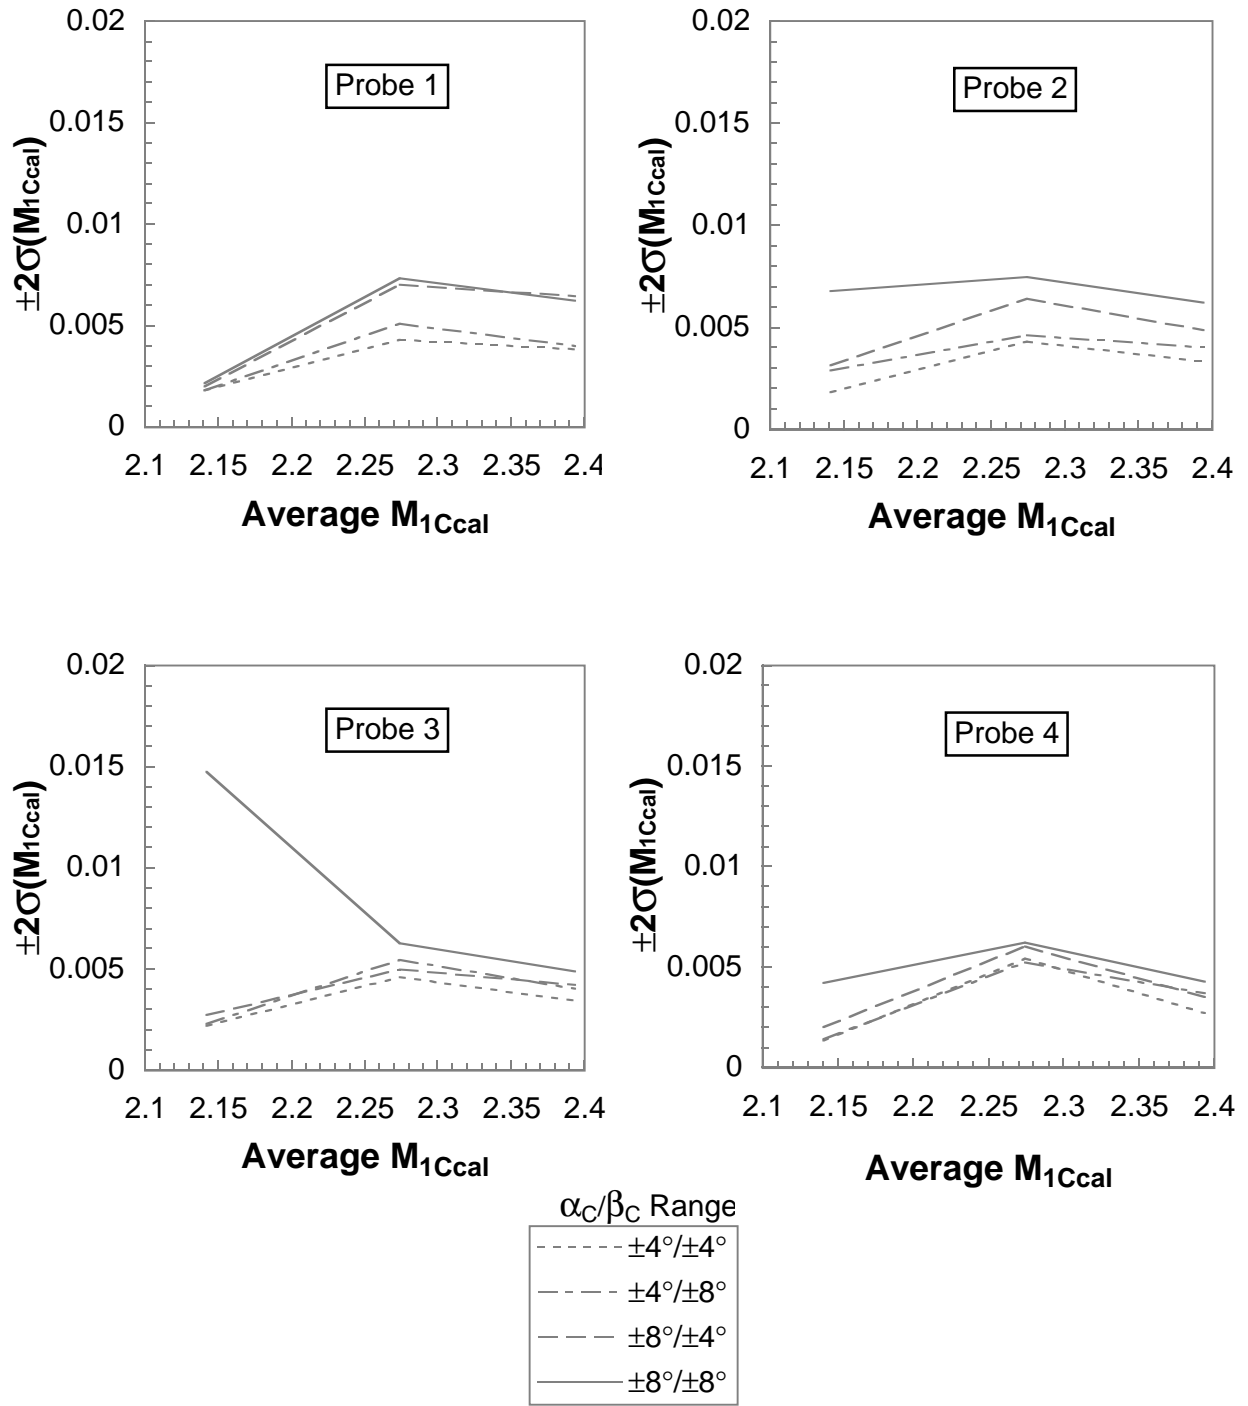 0.02
0.015
0.01
0.005
0
±2σ(M1Ccal)
Probe 1
2.1 2.15 2.2 2.25 2.3 2.35 2.4
Average M1Ccal
0.02
0.015
0.01
0.005
0
±2σ(M1Ccal)
Probe 2
2.1 2.15 2.2 2.25 2.3 2.35 2.4
Average M1Ccal
0.02
0.015
0.01
0.005
0
±2σ(M1Ccal)
Probe 3
2.1 2.15 2.2 2.25 2.3 2.35 2.4
Average M1Ccal
0.02
0.015
0.01
0.005
0
±2σ(M1Ccal)
Probe 4
2.1 2.15 2.2 2.25 2.3 2.35 2.4
Average M1Ccal
αC/βC Range
±4°/±4°
±4°/±8°
±8°/±4°
±8°/±8°